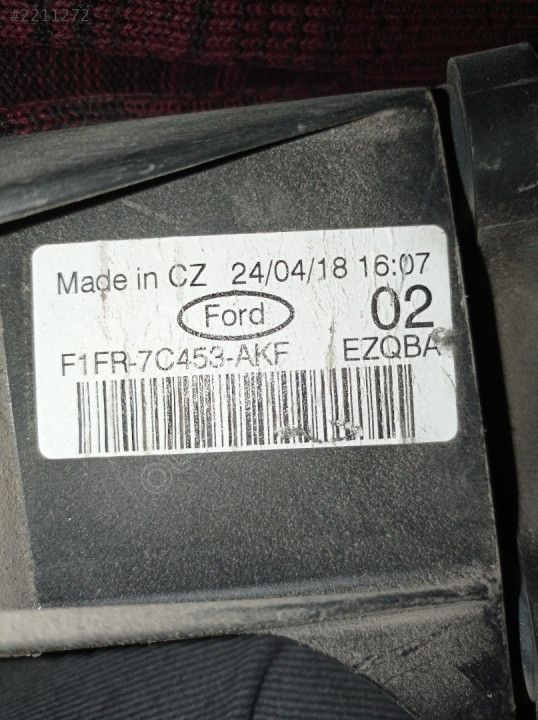 #2211272
Made in CZ 24/04/18 16:07
Ford
02
F1FR-7C453-AKF EZQBA